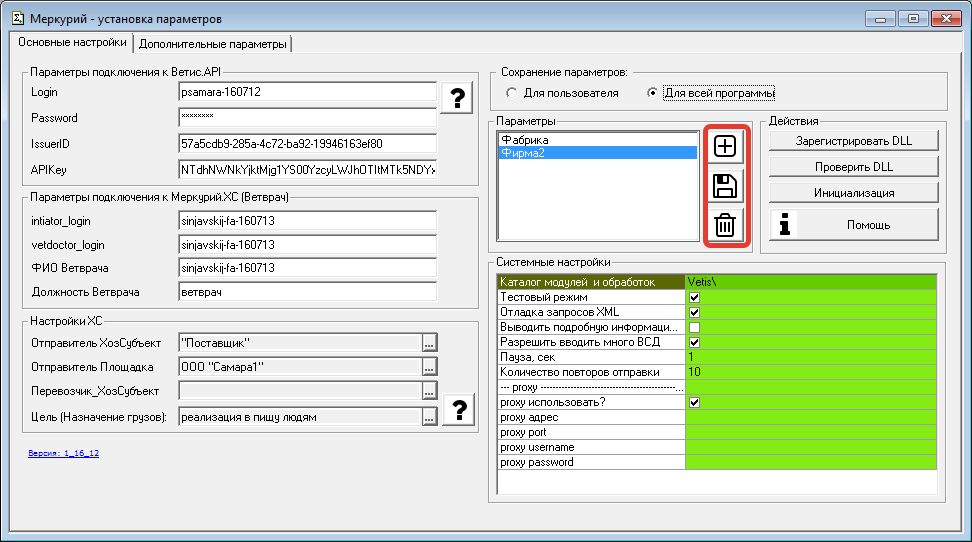 Меркурий - установка параметров
Основные настройки
Дополнительные параметры
Параметры подключения к Ветис.API
Login
psamara-160712
Password
********
IssuerID
57a5cdb9-285a-4c72-ba92-19946163ef80
APIKey
NTdhNWNkYjktMjg1YS00YzcyLWJhOTItMTk5NDYx
?
Параметры подключения к Меркурий.ХС (Ветврач)
intiator_login
sinjavskij-fa-160713
vetdoctor_login
sinjavskij-fa-160713
ФИО Ветврача
sinjavskij-fa-160713
Должность Ветврача
ветврач
Настройки ХС
Отправитель ХозСубъект
"Поставщик"
...
Отправитель Площадка
ООО "Самара1"
...
Перевозчик_ХозСубъект
...
Цель (Назначение грузов):
реализация в пищу людям
...
?
Версия: 1_16_12
Сохранение параметров:
Для пользователя
Для всей программы
Параметры
Фабрика
Фирма2
Действия
Зарегистрировать DLL
Проверить DLL
Инициализация
Помощь
Системные настройки
Каталог модулей и обработок
Vetis\
Тестовый режим
Отладка запросов XML
Выводить подробную информаци...
Разрешить вводить много ВСД
Пауза, сек
1
Количество повторов отправки
10
--- proxy ---------------------------------...
proxy использовать?
proxy адрес
proxy port
proxy username
proxy password